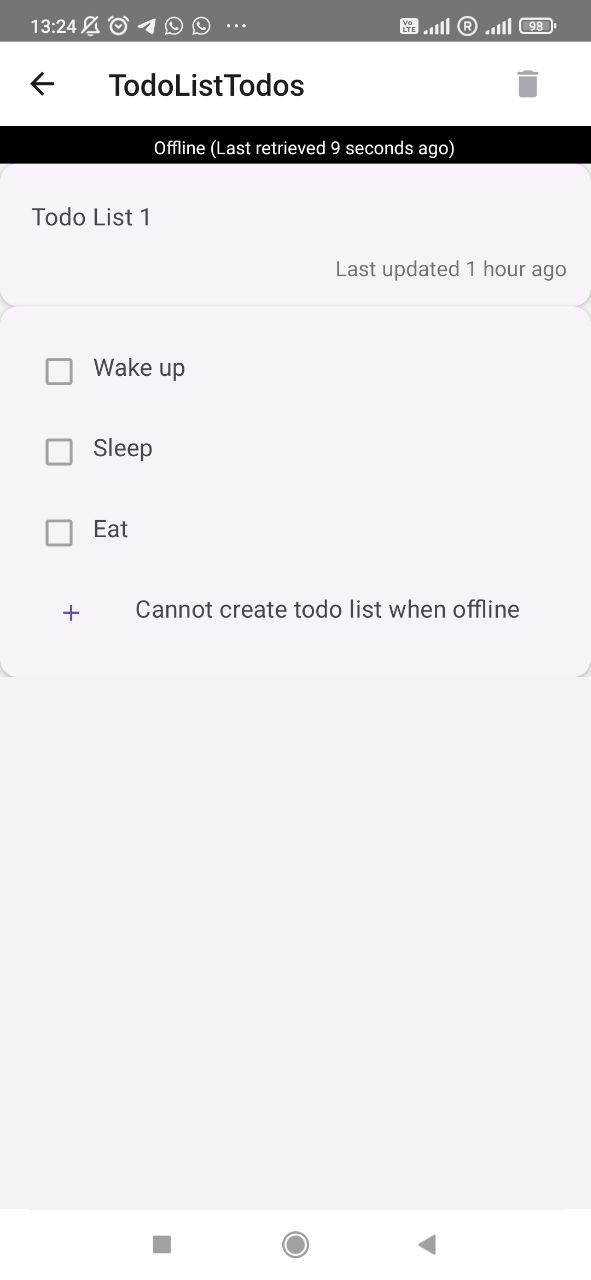 13:24
Vo LTE R 98
TodoListTodos
Offline (Last retrieved 9 seconds ago)
Todo List 1
Last updated 1 hour ago
Wake up
Sleep
Eat
+ Cannot create todo list when offline